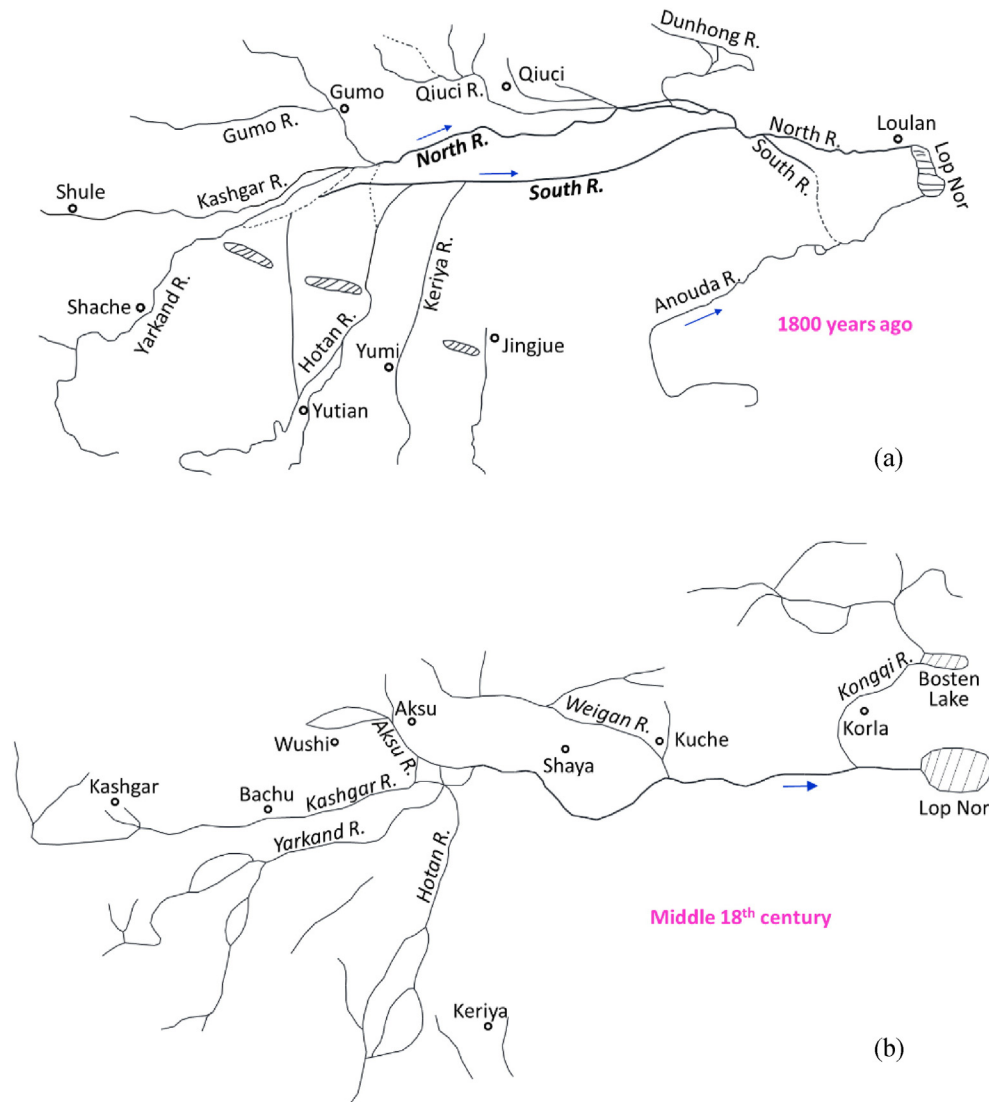 Dunhong R.
Qiuci
Qiuci R.
Gumo
Gumo R.
North R.
North R.
Loulan
Lop Nor
South R.
South R.
Kashgar R.
Shule
Shache
Yarkand R.
Hotan R.
Keriya R.
Yumi
Yutian
Jingjue
Anouda R.
1800 years ago
(a)
Kongqi R.
Bosten
Lake
Korla
Weigan R.
Kuche
Aksu
Aksu R.
Wushi
Shaya
Kashgar
Bachu
Kashgar R.
Lop Nor
Yarkand R.
Hotan R.
Middle 18th century
Keriya
(b)